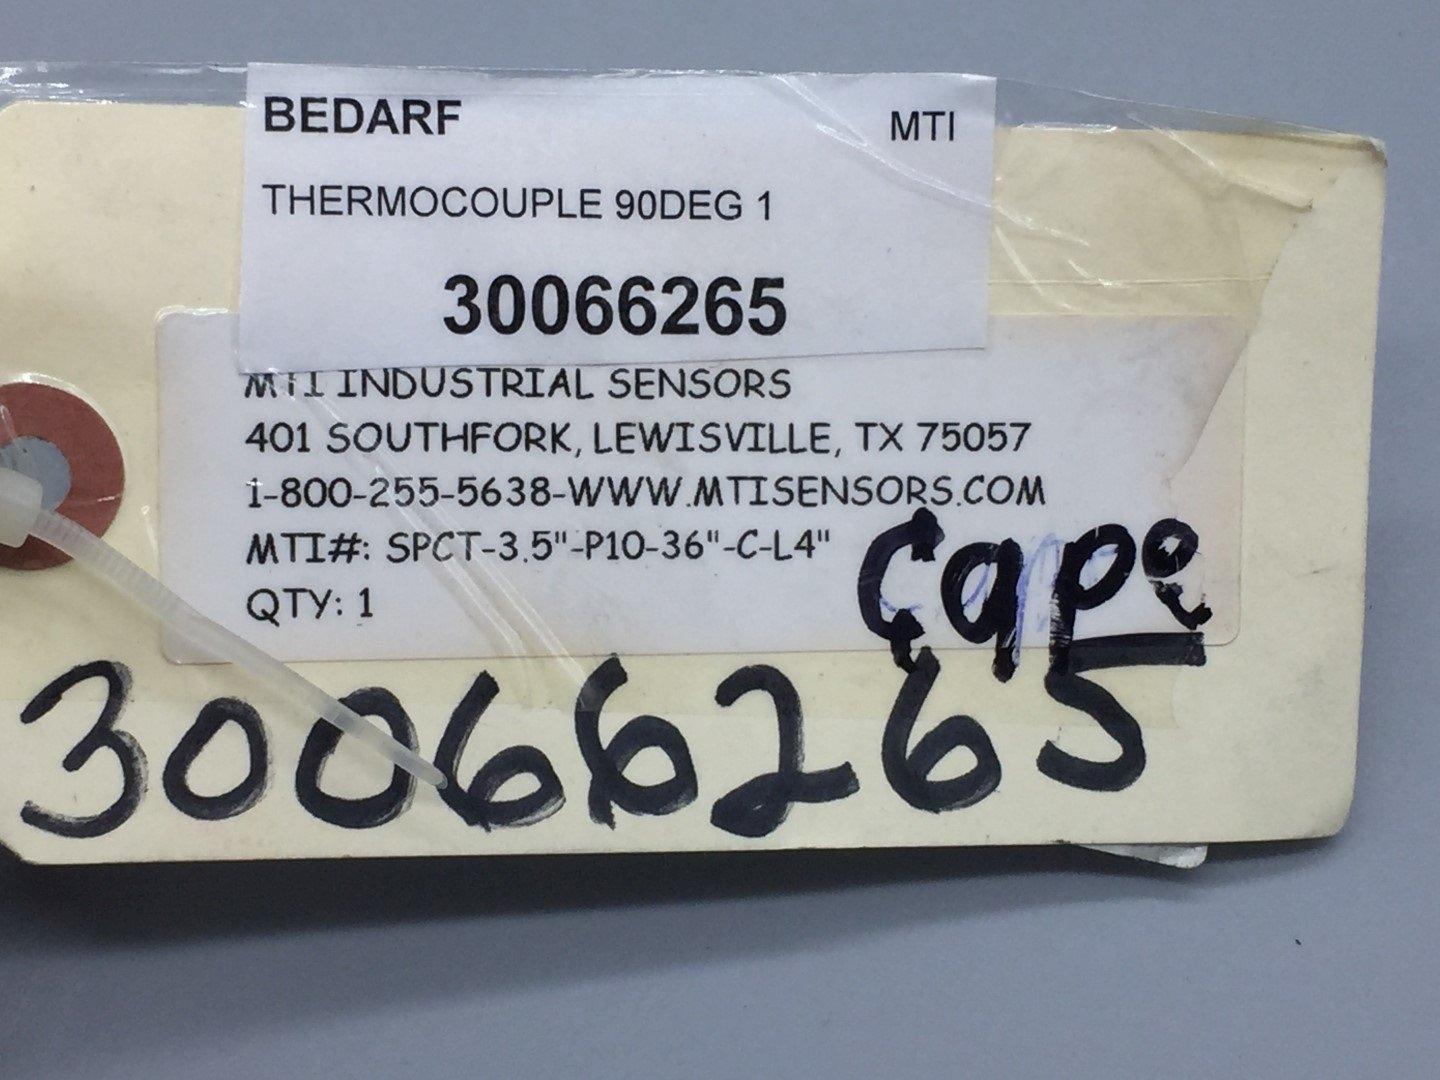 BEDARF MTI
THERMOCOUPLE 90DEG 1
30066265
MTI INDUSTRIAL SENSORS
401 SOUTHFORK, LEWISVILLE, TX 75057
1-800-255-5638-WWW.MTISENSORS.COM
MTI#: SPCT-3.5"-P10-36"-C-L4"
QTY: 1
Cape
30066265